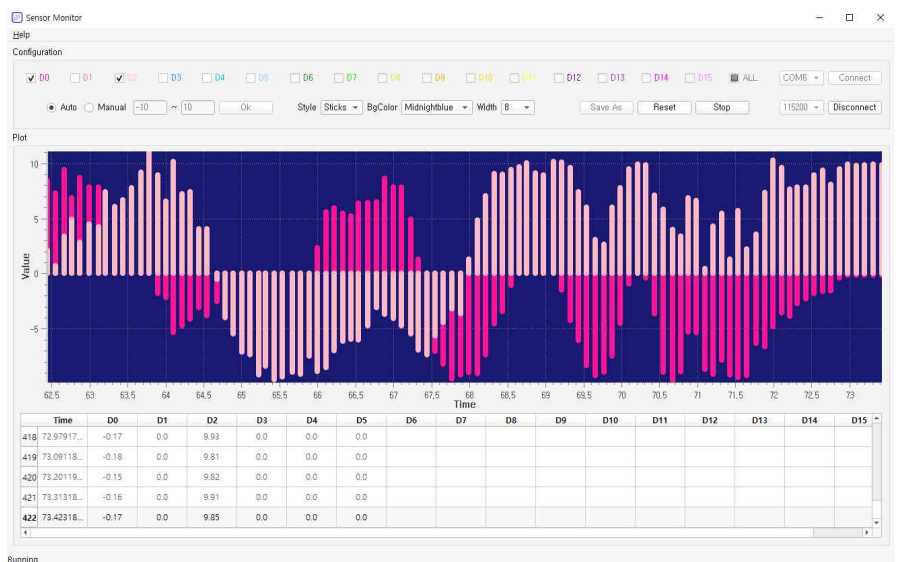 Sensor Monitor
Help
Configuration
D0 D1 D2 D3 D4 D5 D6 D7 D8 D9 D10 D11 D12 D13 D14 D15 ALL COM6 Connect
Auto Manual -10 ~ 10 Ok Style Sticks BgColor Midnightblue Width 8 Save As Reset Stop 115200 Disconnect
Plot
10
5
0
-5
Value
62.5 63 63.5 64 64.5 65 65.5 66 66.5 67 67.5 68 68.5 69 69.5 70 70.5 71 71.5 72 72.5 73
Time
Time D0 D1 D2 D3 D4 D5 D6 D7 D8 D9 D10 D11 D12 D13 D14 D15
418 72.97917... -0.17 0.0 9.93 0.0 0.0 0.0
419 73.09118... -0.18 0.0 9.81 0.0 0.0 0.0
420 73.20119... -0.15 0.0 9.82 0.0 0.0 0.0
421 73.31318... -0.16 0.0 9.91 0.0 0.0 0.0
422 73.42318... -0.17 0.0 9.85 0.0 0.0 0.0
Running